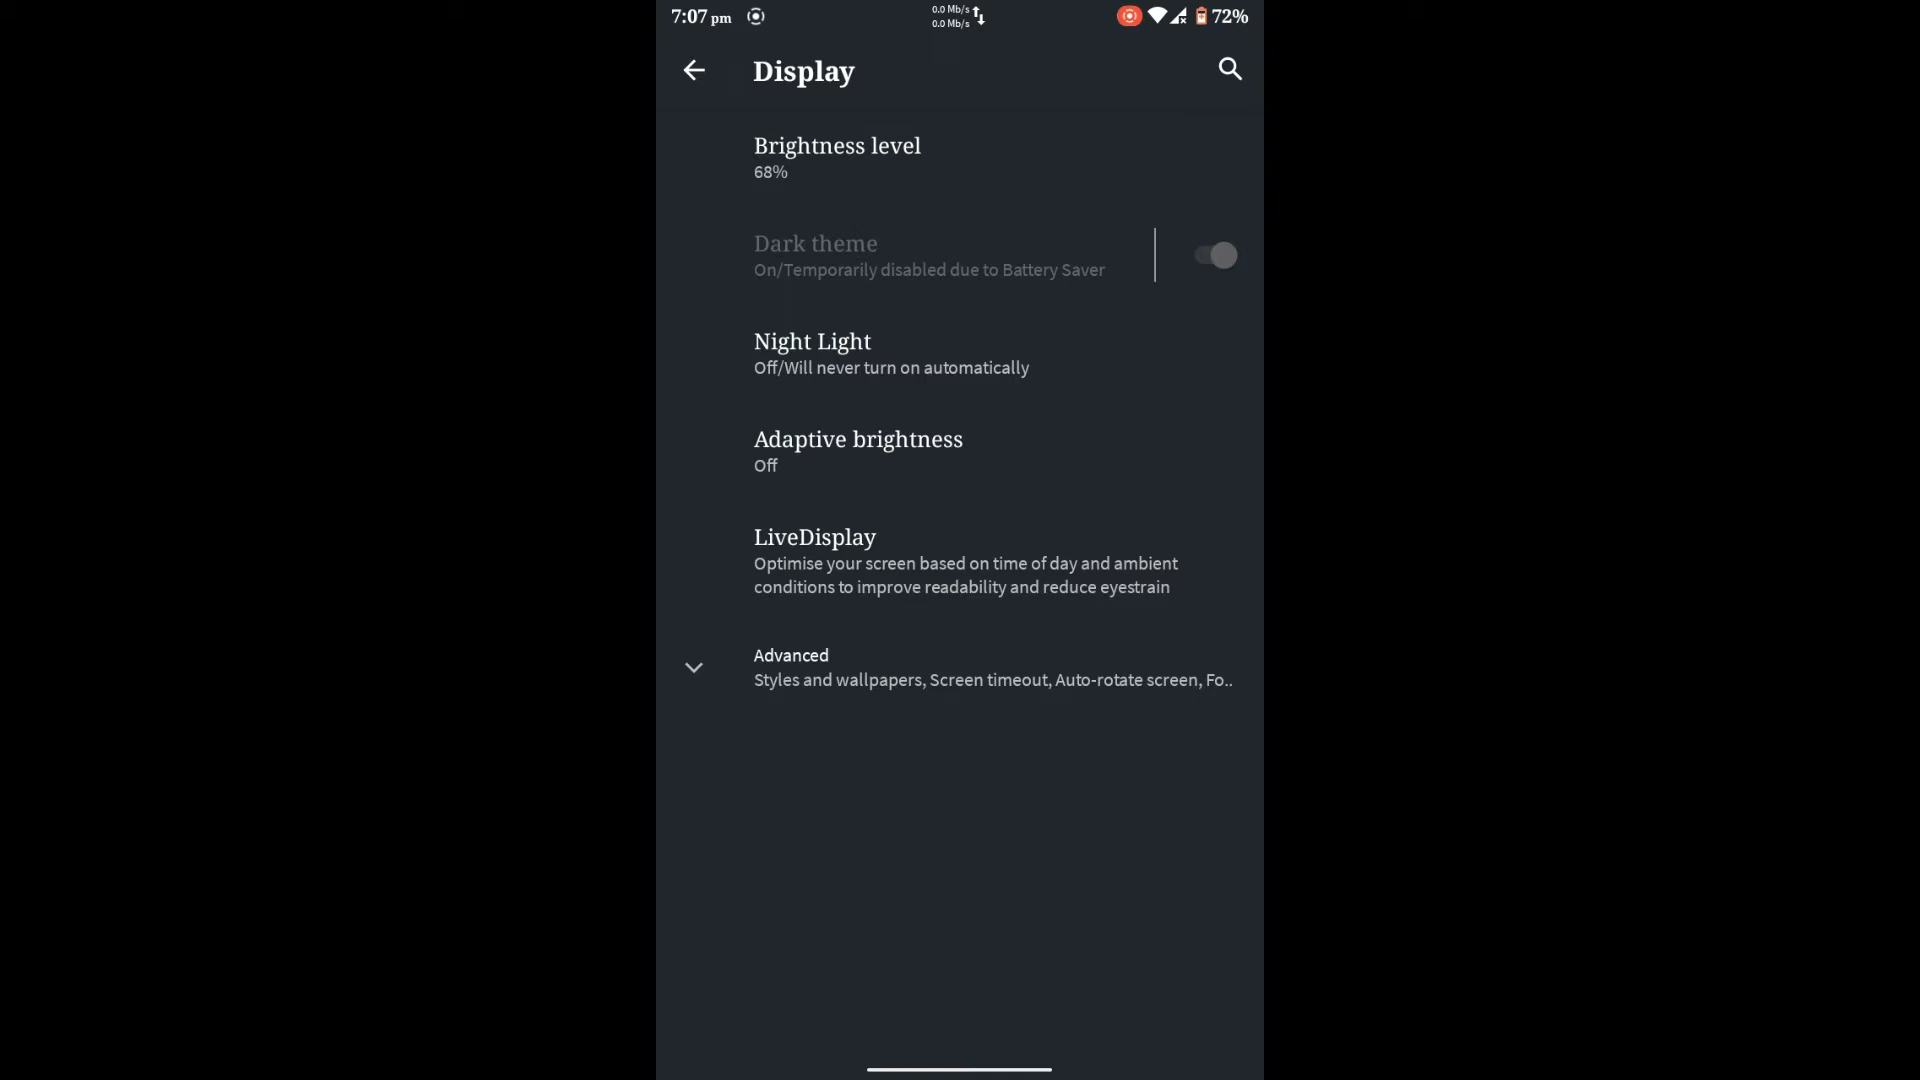 7:07 pm
0.0 Mb/s
0.0 Mb/s
72%
Display
Brightness level
68%
Dark theme
On/Temporarily disabled due to Battery Saver
Night Light
Off/Will never turn on automatically
Adaptive brightness
Off
LiveDisplay
Optimise your screen based on time of day and ambient
conditions to improve readability and reduce eyestrain
Advanced
Styles and wallpapers, Screen timeout, Auto-rotate screen, Fo..